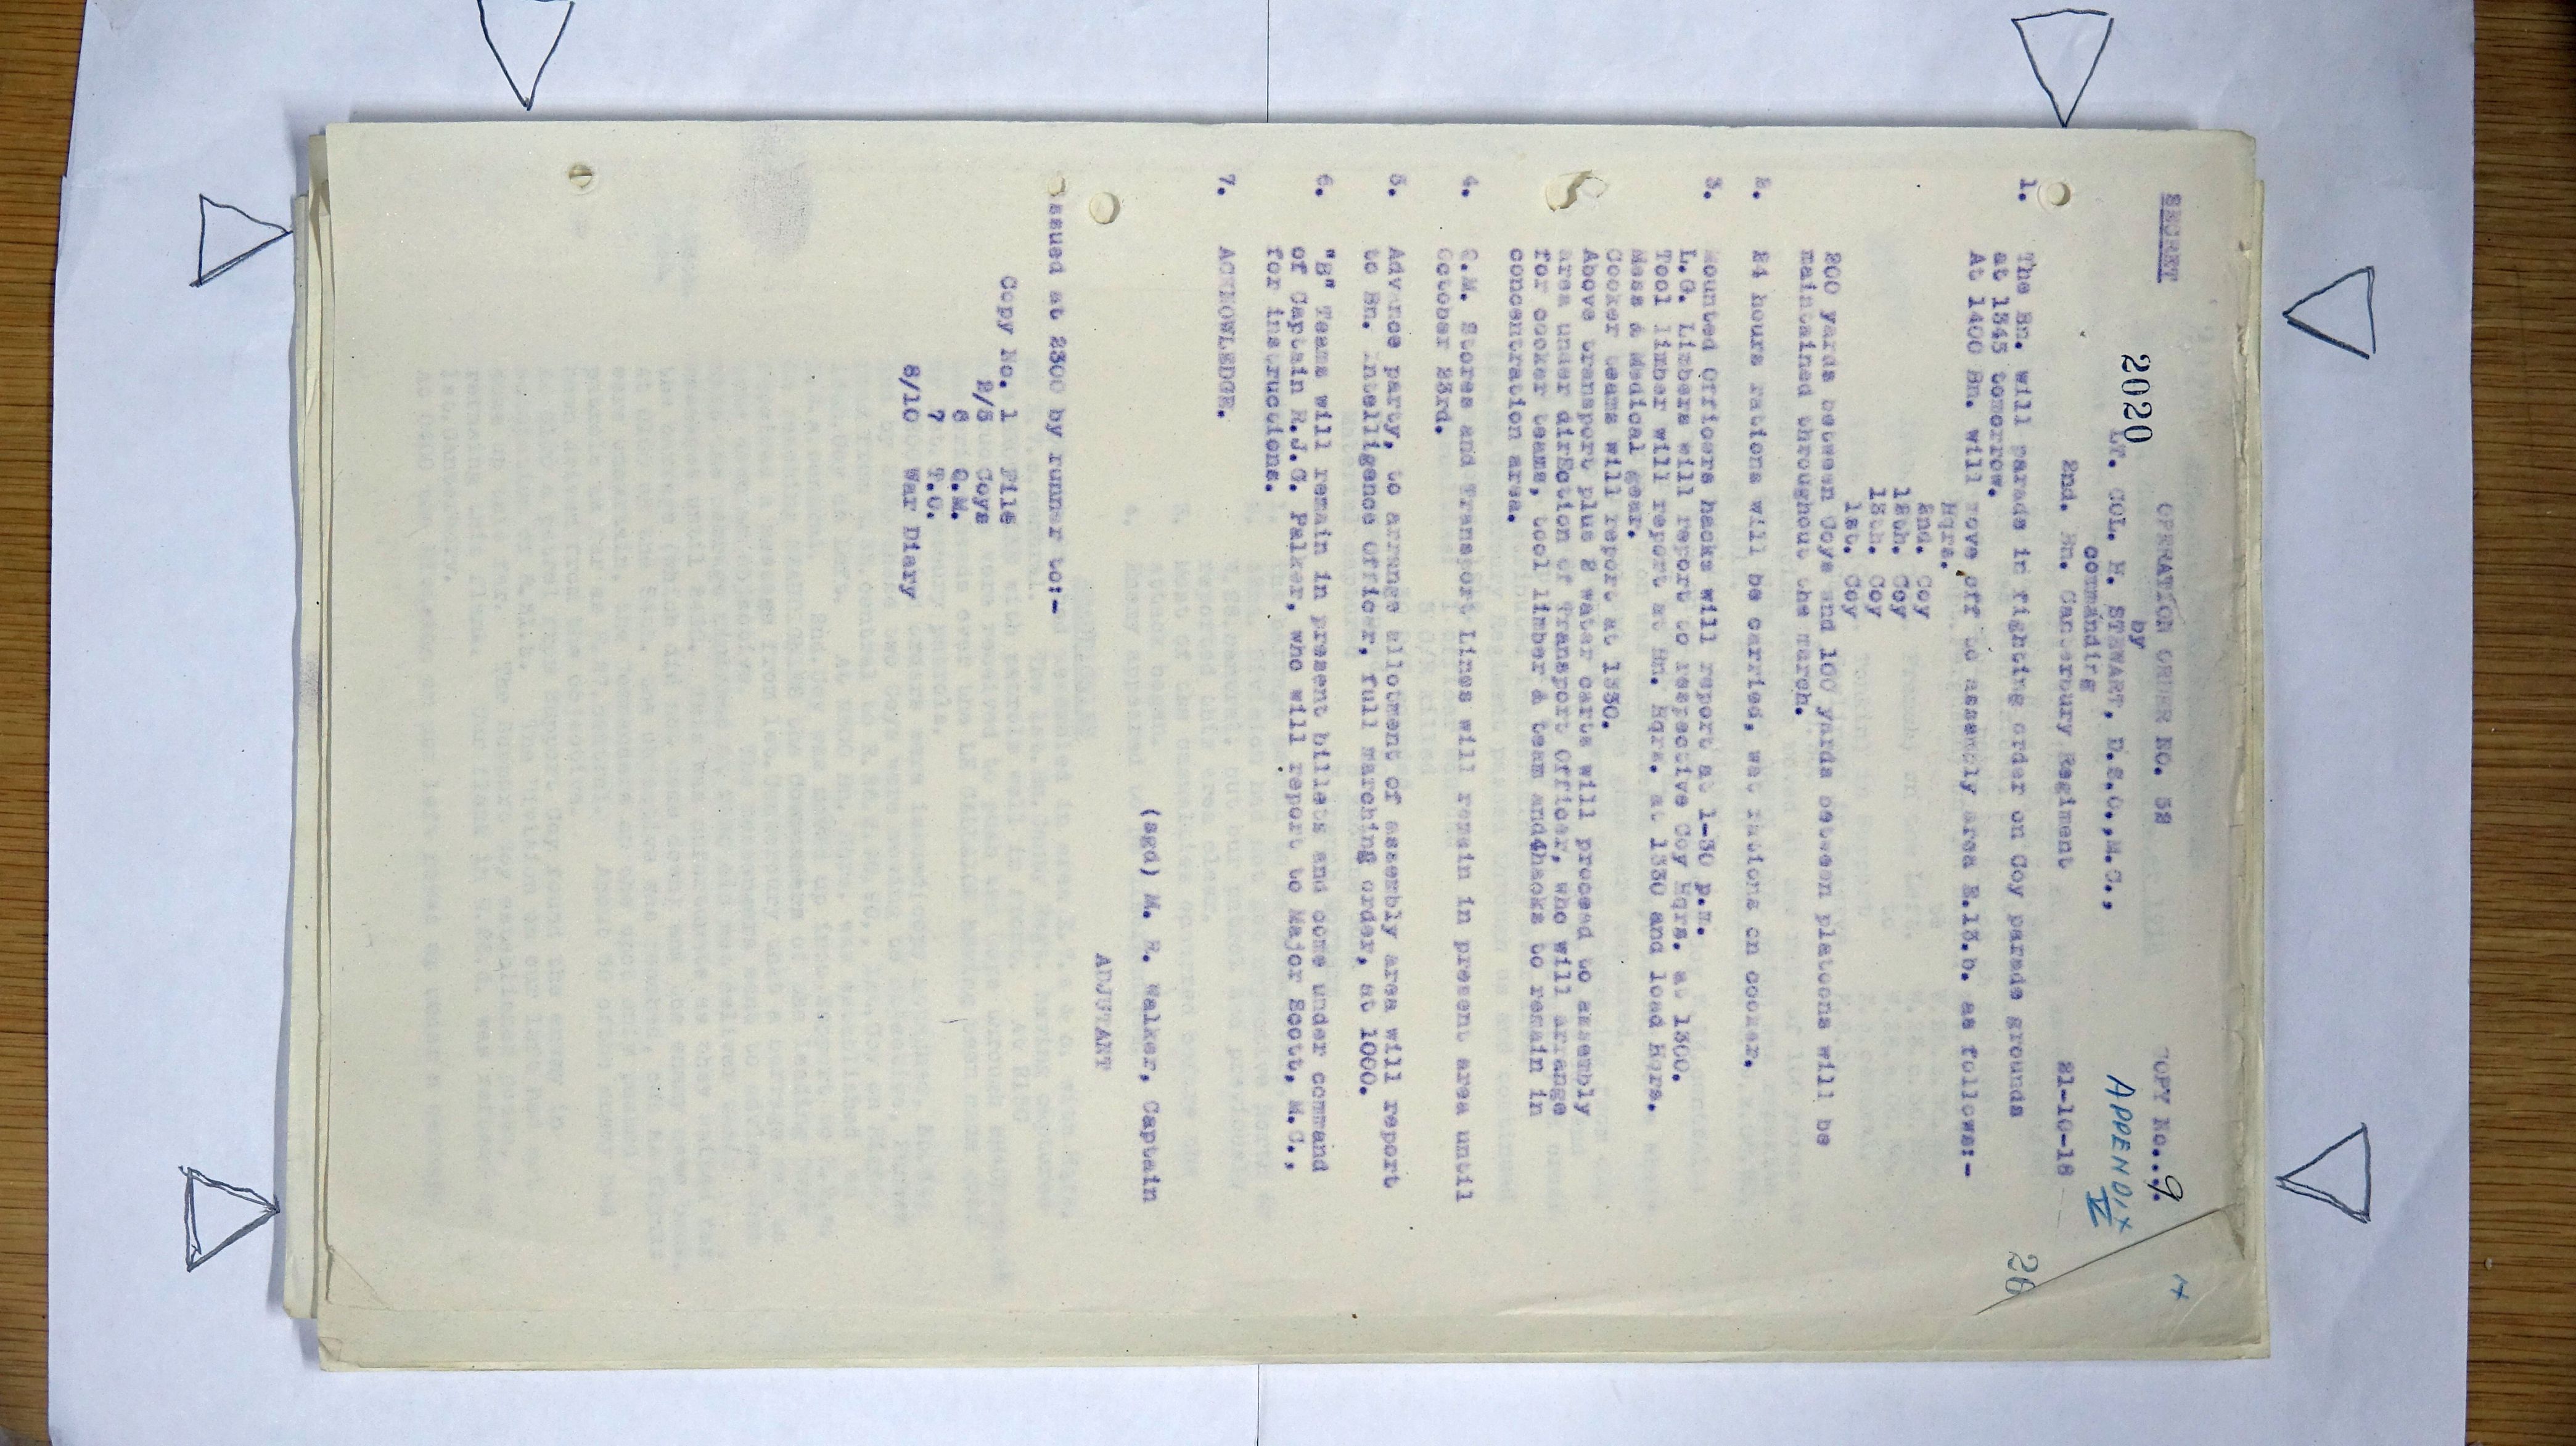 SECRET
OPERATION ORDER NO. 52
COPY No...9.
by
2020
LT. COL. H. STEWART, D.S.O.,M.C.,
APPENDIX
IV
commanding
2nd. Bn. Canterbury Regiment
21-10-18
26
1. The Bn. will parade in fighting order on Coy parade grounds
at 1345 tomorrow.
At 1400 Bn. will move off to assembly area E.13.b. as follows:-
Hqrs.
2nd. Coy
12th. Coy
13th. Coy
1st. Coy
200 yards between Coys and 100 yards between platoons will be
maintained throughout the march.
2. 24 hours rations will be carried, wet rations on cooker.
3. Mounted Officers hacks will report at 1-30 p.m.
L.G. Limbers will report to respective Coy Hqrs. at 1300.
Tool limber will report at Bn. Hqrs. at 1330 and load Hqrs.
Mess & Medical gear.
Cooker teams will report at 1330.
Above transport plus 2 water carts will proceed to assembly
area under dirEction of Transport Officer, who will arrange
for cooker teams, tool limber & team and4hacks to remain in
concentration area.
4. Q.M. Stores and Transport Lines will remain in present area until
October 23rd.
5. Advance party, to arrange allotment of assembly area will report
to Bn. Intelligence Officer, full marching order, at 1000.
6. "B" Teams will remain in present billets and come under command
of Captain R.J.G. Palker, who will report to Major Scott, M.C.,
for instructions.
7. ACKNOWLEDGE.
(sgd) M. R. Walker, Captain
ADJUTANT
Issued at 2300 by runner to:-
Copy No. 1 File
2/5 Coys
6 Q.M.
7 T.O.
8/10 War Diary